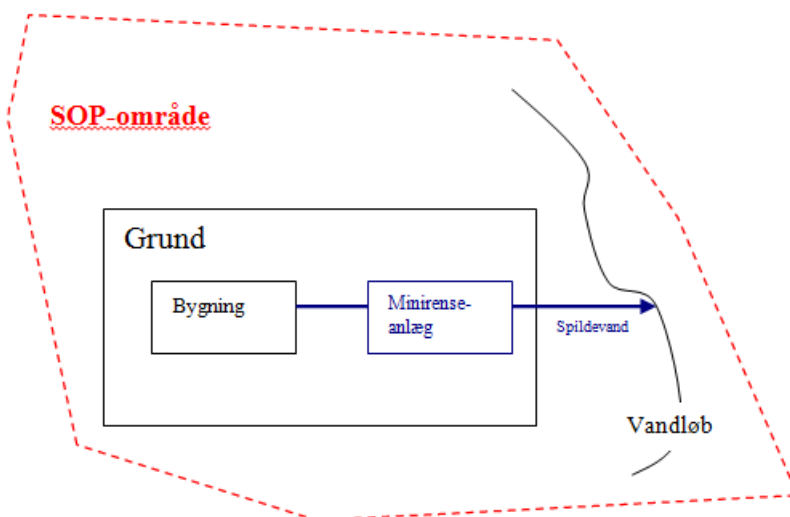 SOP-område
Grund
Bygning
Minirense-
anlæg
Spildevand
Vandløb